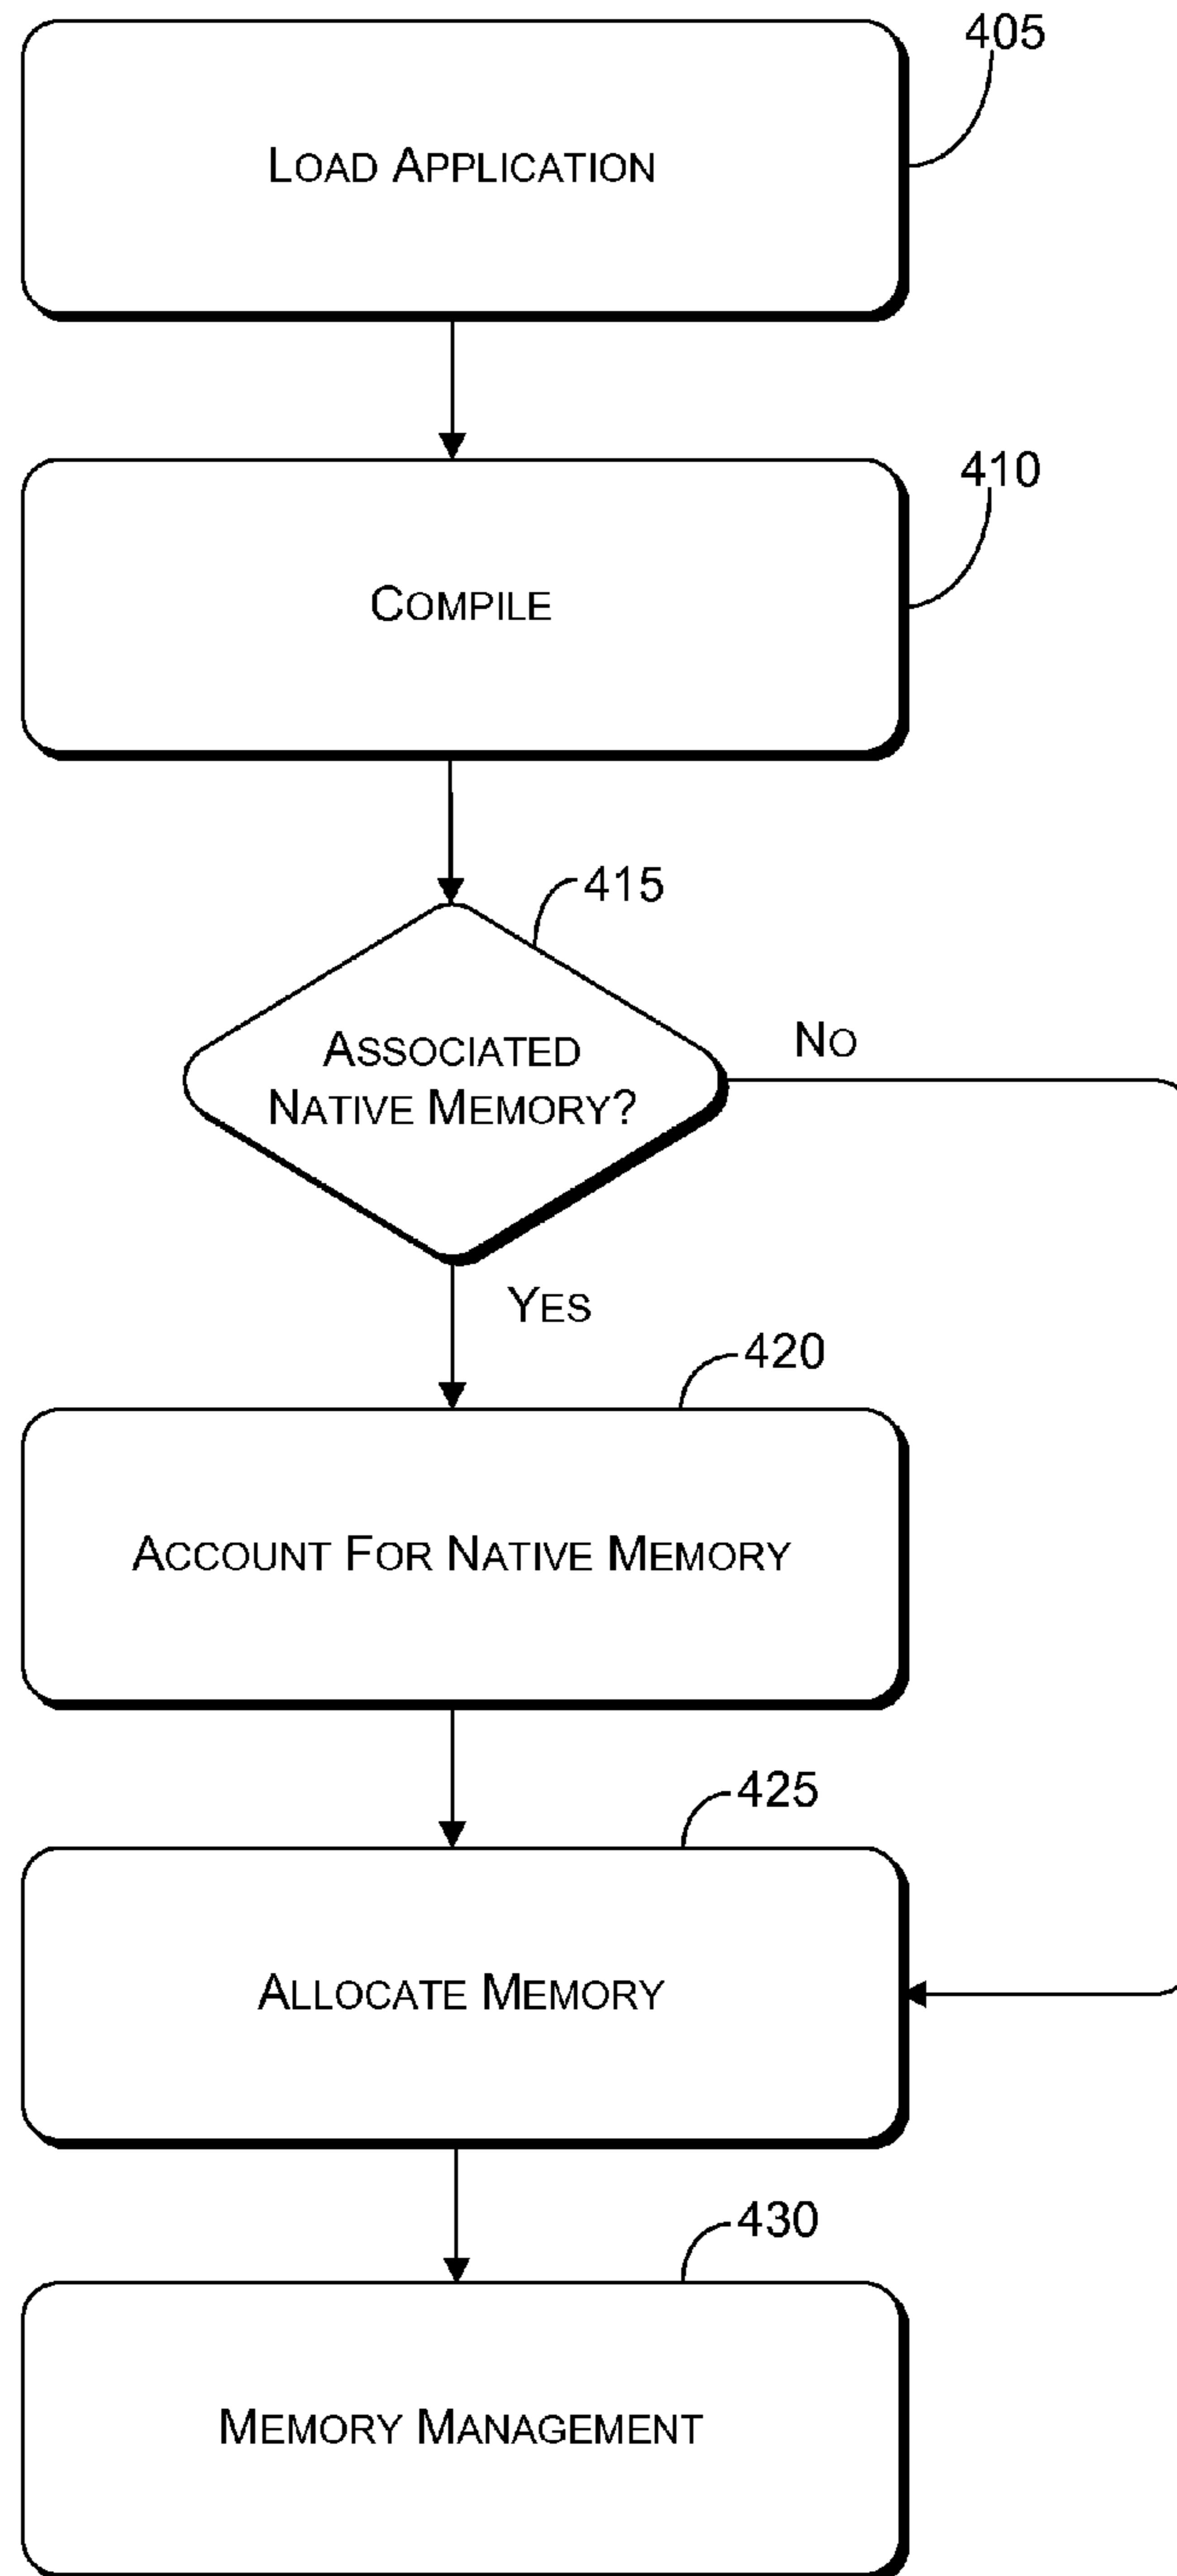 405
LOAD APPLICATION
410
COMPILE
415
ASSOCIATED
NATIVE MEMORY?
NO
YES
420
ACCOUNT FOR NATIVE MEMORY
425
ALLOCATE MEMORY
430
MEMORY MANAGEMENT